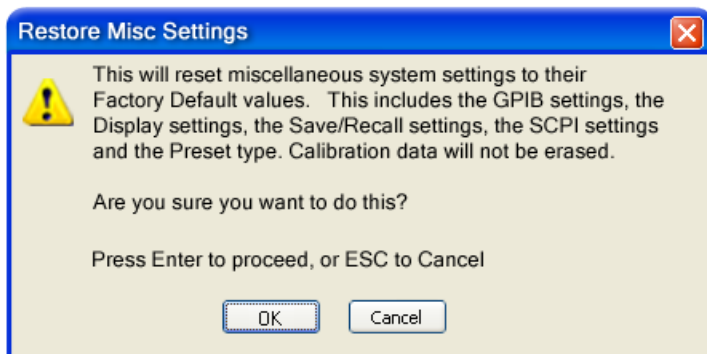 Restore Misc Settings
This will reset miscellaneous system settings to their
Factory Default values.   This includes the GPIB settings, the
Display settings, the Save/Recall settings, the SCPI settings
and the Preset type. Calibration data will not be erased.
Are you sure you want to do this?
Press Enter to proceed, or ESC to Cancel
OK
Cancel